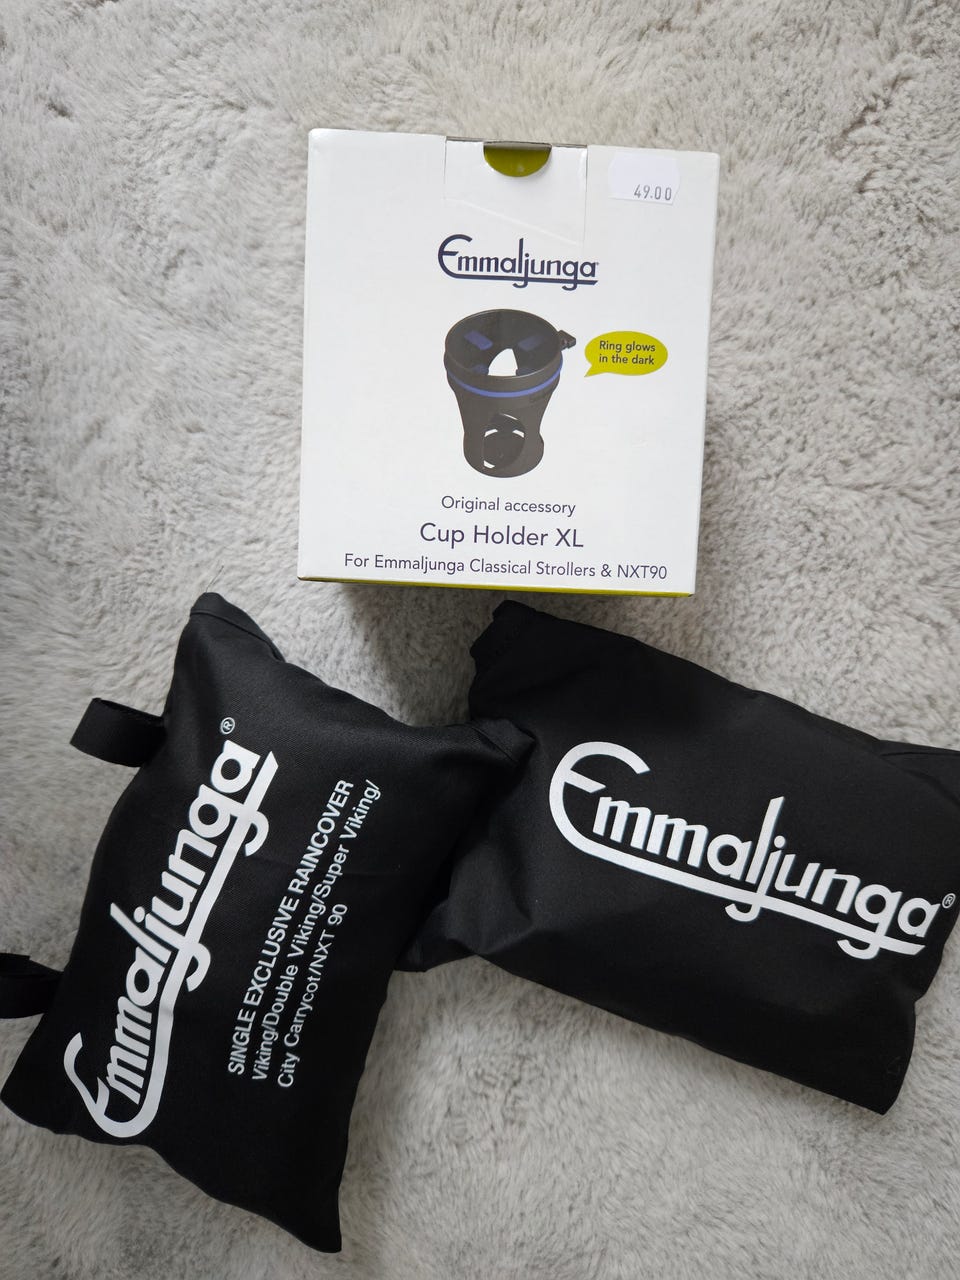 49.00
Emmaljunga
Ring glows
in the dark
Original accessory
Cup Holder XL
For Emmaljunga Classical Strollers & NXT90
Emmaljunga®
SINGLE EXCLUSIVE RAINCOVER
Viking/Double Viking/Super Viking/
City Carrycot/NXT 90
Emmaljunga®